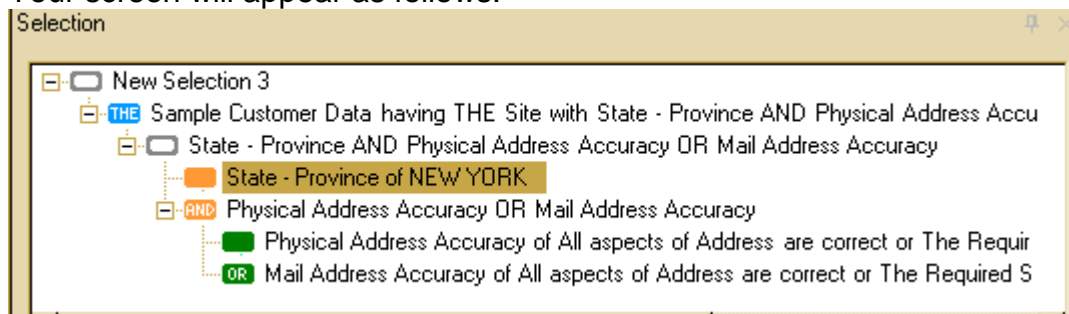 Your screen will appear as follows:
Selection
New Selection 3
THE Sample Customer Data having THE Site with State - Province AND Physical Address Accu
State - Province AND Physical Address Accuracy OR Mail Address Accuracy
State - Province of NEW YORK
AND Physical Address Accuracy OR Mail Address Accuracy
Physical Address Accuracy of All aspects of Address are correct or The Requir
OR Mail Address Accuracy of All aspects of Address are correct or The Required S